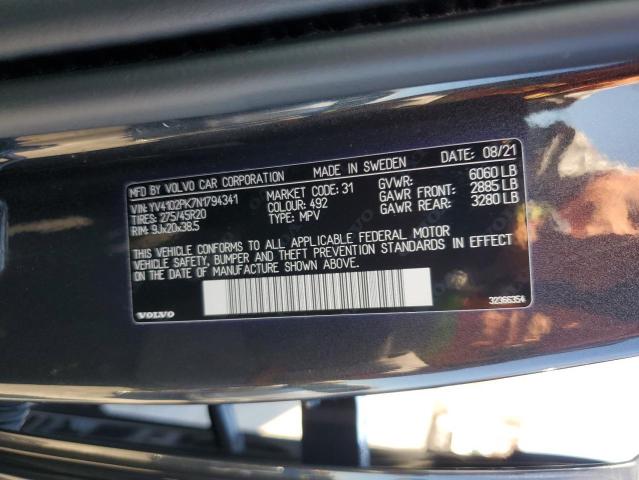 MFD BY VOLVO CAR CORPORATION MADE IN SWEDEN DATE: 08/21
VIN: YV4102PK7N1794341 MARKET CODE: 31 GVWR: 6060 LB
TIRES: 275/45R20 COLOUR: 492 GAWR FRONT: 2885 LB
RIM: 9Jx20x38.5 TYPE: MPV GAWR REAR: 3280 LB
THIS VEHICLE CONFORMS TO ALL APPLICABLE FEDERAL MOTOR
VEHICLE SAFETY, BUMPER AND THEFT PREVENTION STANDARDS IN EFFECT
ON THE DATE OF MANUFACTURE SHOWN ABOVE.
VOLVO 32366354